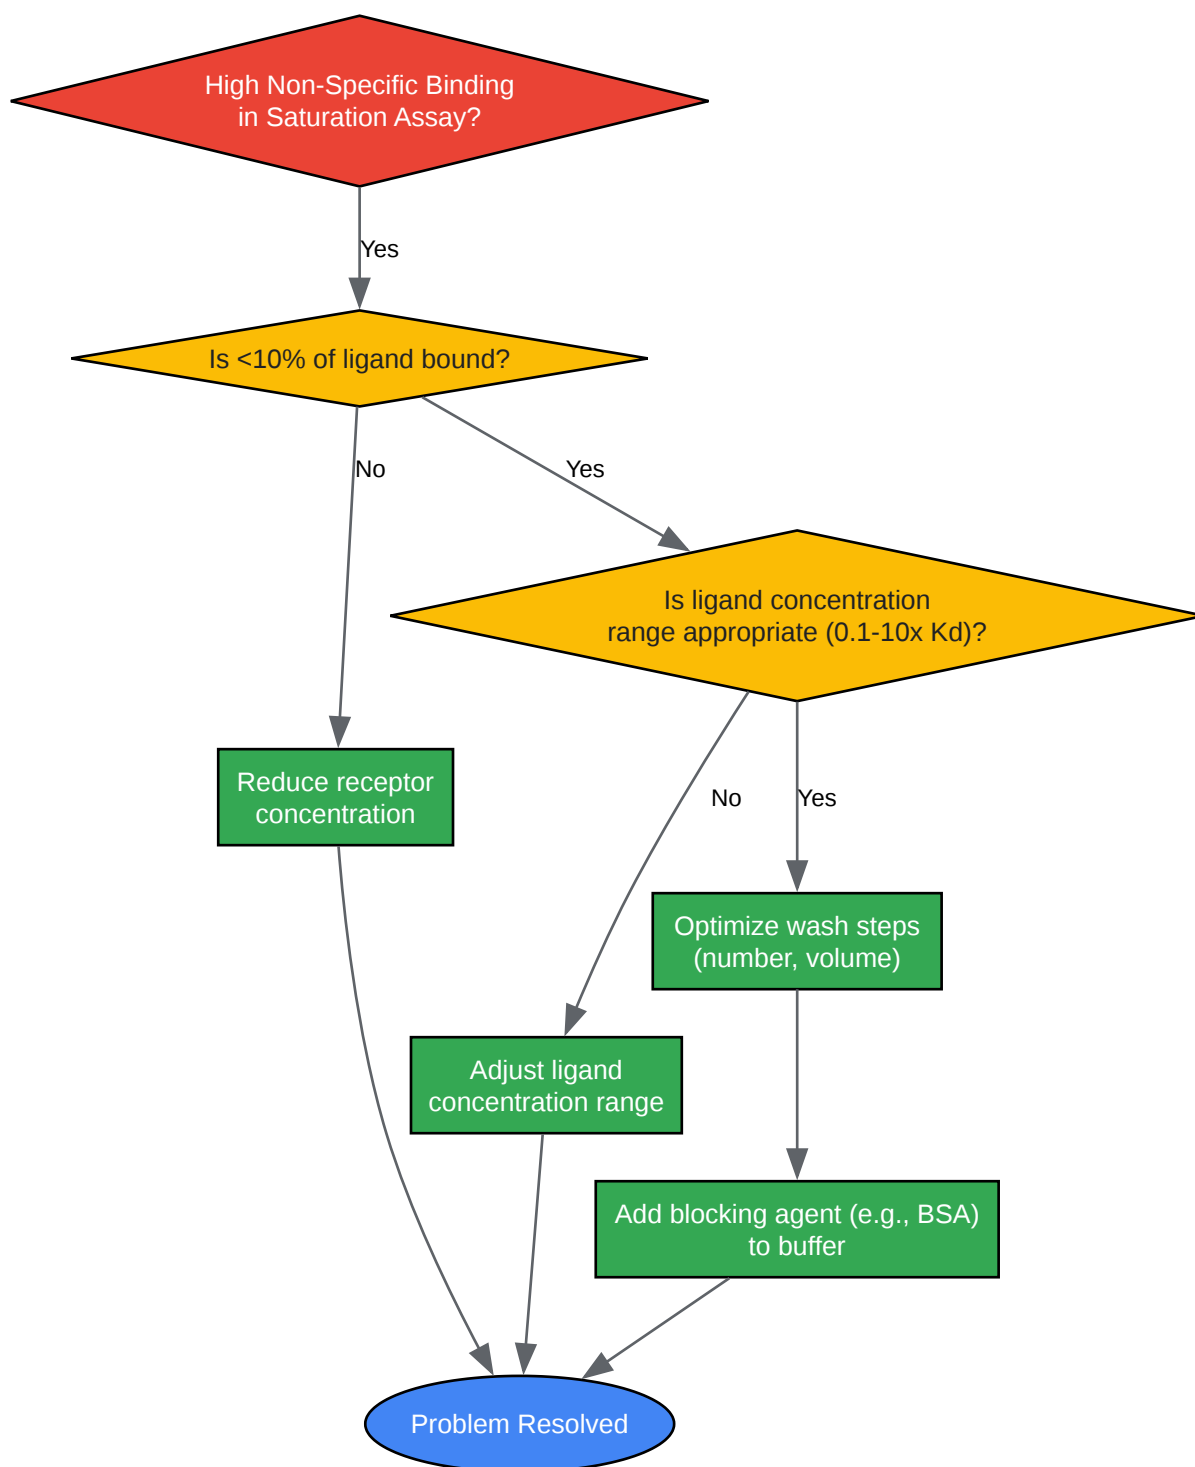 High Non-Specific Binding
in Saturation Assay?
Yes
Is <10% of ligand bound?
No
Yes
Is ligand concentration
range appropriate (0.1-10x Kd)?
Reduce receptor
concentration
No
Yes
Optimize wash steps
(number, volume)
Adjust ligand
concentration range
Add blocking agent (e.g., BSA)
to buffer
Problem Resolved